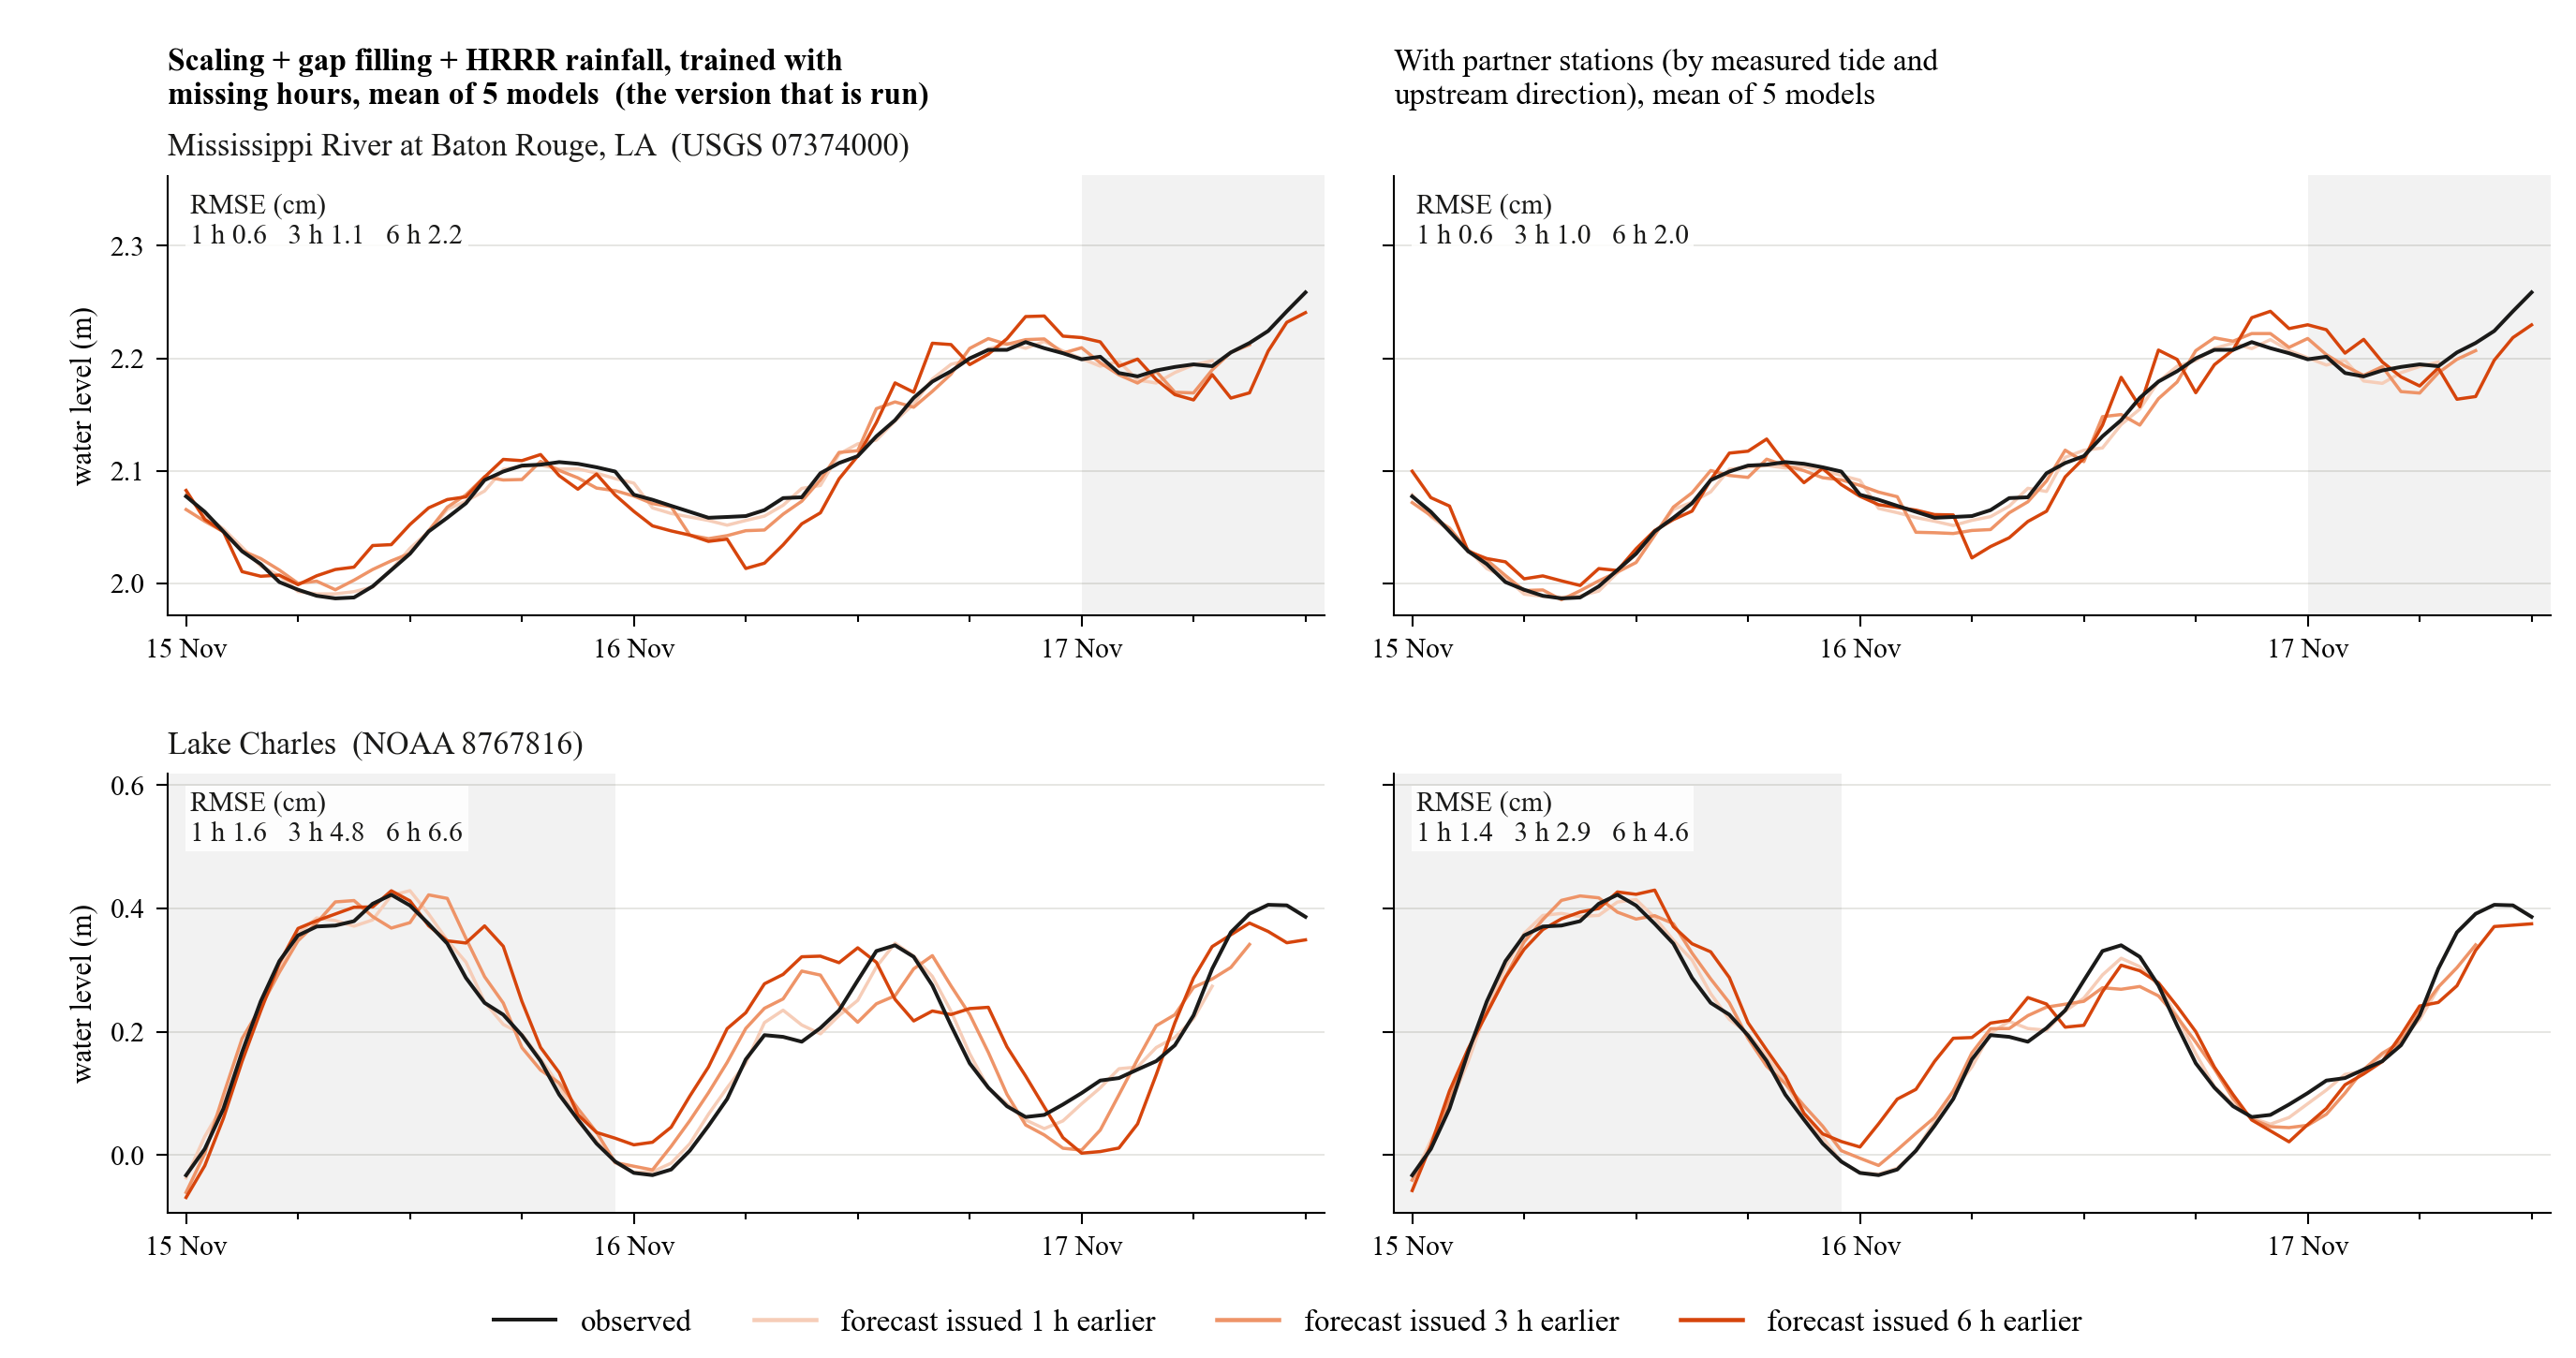 Scaling + gap filling + HRRR rainfall, trained with
missing hours, mean of 5 models (the version that is run)
With partner stations (by measured tide and
upstream direction), mean of 5 models
Mississippi River at Baton Rouge, LA (USGS 07374000)
RMSE (cm)
1 h 0.6 3 h 1.1 6 h 2.2
RMSE (cm)
1 h 0.6 3 h 1.0 6 h 2.0
water level (m)
2.3
2.2
2.1
2.0
15 Nov 16 Nov 17 Nov
15 Nov 16 Nov 17 Nov
Lake Charles (NOAA 8767816)
RMSE (cm)
1 h 1.6 3 h 4.8 6 h 6.6
RMSE (cm)
1 h 1.4 3 h 2.9 6 h 4.6
water level (m)
0.6
0.4
0.2
0.0
15 Nov 16 Nov 17 Nov
15 Nov 16 Nov 17 Nov
observed forecast issued 1 h earlier forecast issued 3 h earlier forecast issued 6 h earlier